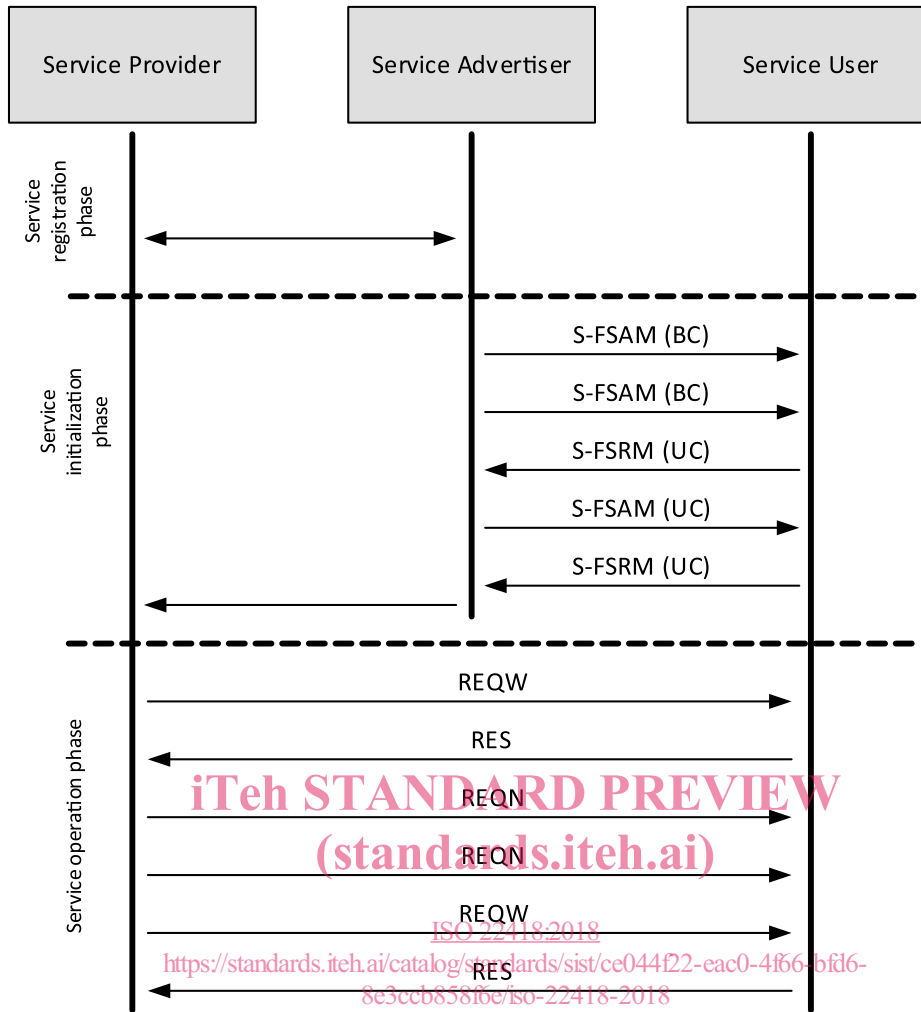 Service Provider
Service Advertiser
Service User
Service
registration
phase
S-FSAM (BC)
S-FSAM (BC)
Service
initialization
phase
S-FSRM (UC)
S-FSAM (UC)
S-FSRM (UC)
Service operation phase
REQW
RES
iTeh STANDARD PREVIEW
REQN
(standards.iteh.ai)
REQN
REQW
ISO 22418:2018
https://standards.iteh.ai/catalog/standards/sist/ce044f22-eac0-4f66-bfd6-
RES
8e3ccb858f6e/iso-22418-2018